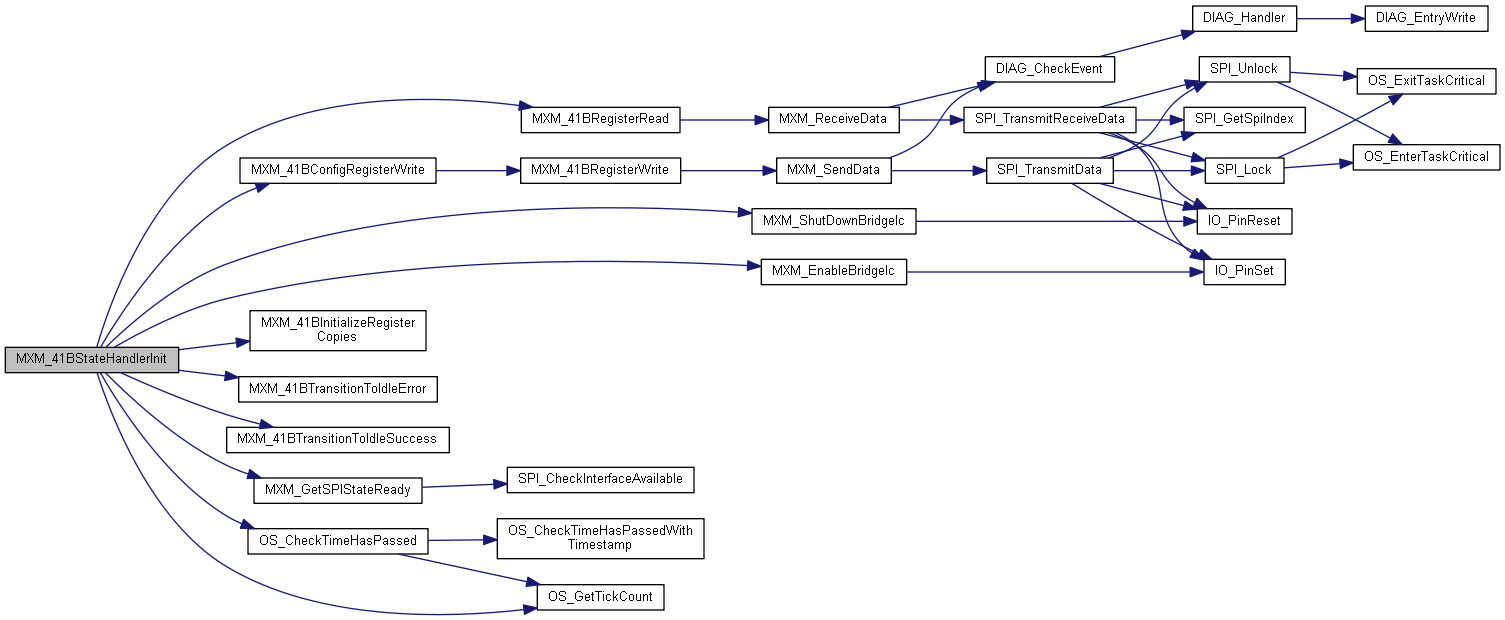 DIAG_Handler
DIAG_EntryWrite
DIAG_CheckEvent
SPI_Unlock
OS_ExitTaskCritical
MXM_41BRegisterRead
MXM_ReceiveData
SPI_TransmitReceiveData
SPI_GetSpiIndex
OS_EnterTaskCritical
MXM_41BConfigRegisterWrite
MXM_41BRegisterWrite
MXM_SendData
SPI_TransmitData
SPI_Lock
MXM_ShutDownBridgeIc
IO_PinReset
MXM_EnableBridgeIc
IO_PinSet
MXM_41BInitializeRegister
Copies
MXM_41BStateHandlerInit
MXM_41BTransitionToIdleError
MXM_41BTransitionToIdleSuccess
MXM_GetSPIStateReady
SPI_CheckInterfaceAvailable
OS_CheckTimeHasPassed
OS_CheckTimeHasPassedWith
Timestamp
OS_GetTickCount